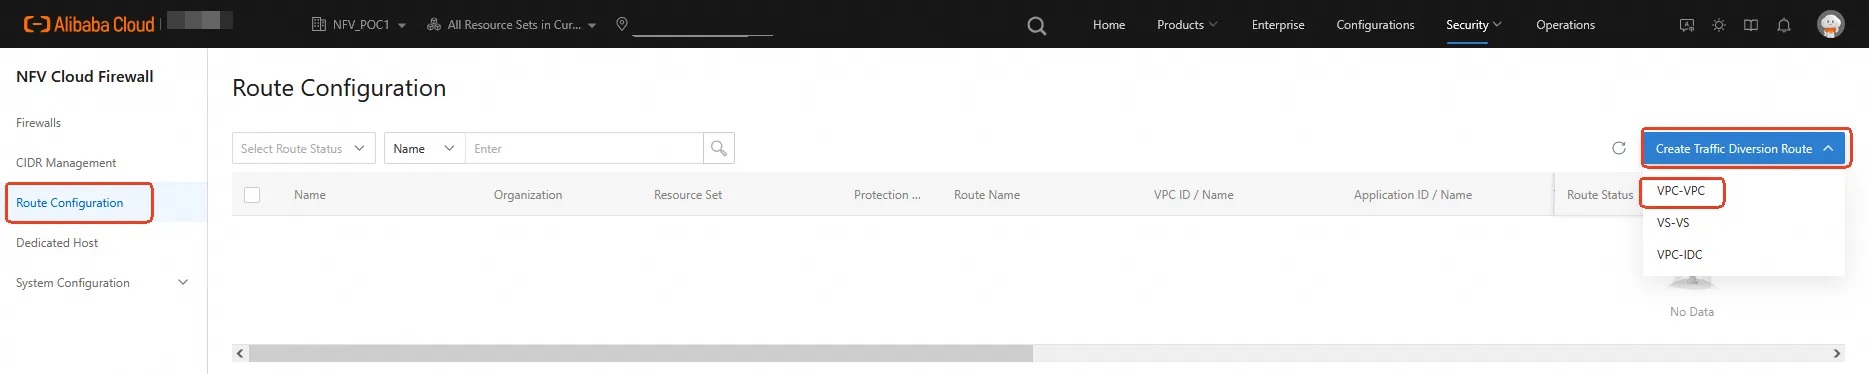 Alibaba Cloud | NFV_POC1 All Resource Sets in Cur... Home Products Enterprise Configurations Security Operations
NFV Cloud Firewall
Firewalls
CIDR Management
Route Configuration
Dedicated Host
System Configuration
Route Configuration
Select Route Status Name Enter Create Traffic Diversion Route
VPC-VPC
VS-VS
VPC-IDC
Name Organization Resource Set Protection ... Route Name VPC ID / Name Application ID / Name Route Status
No Data